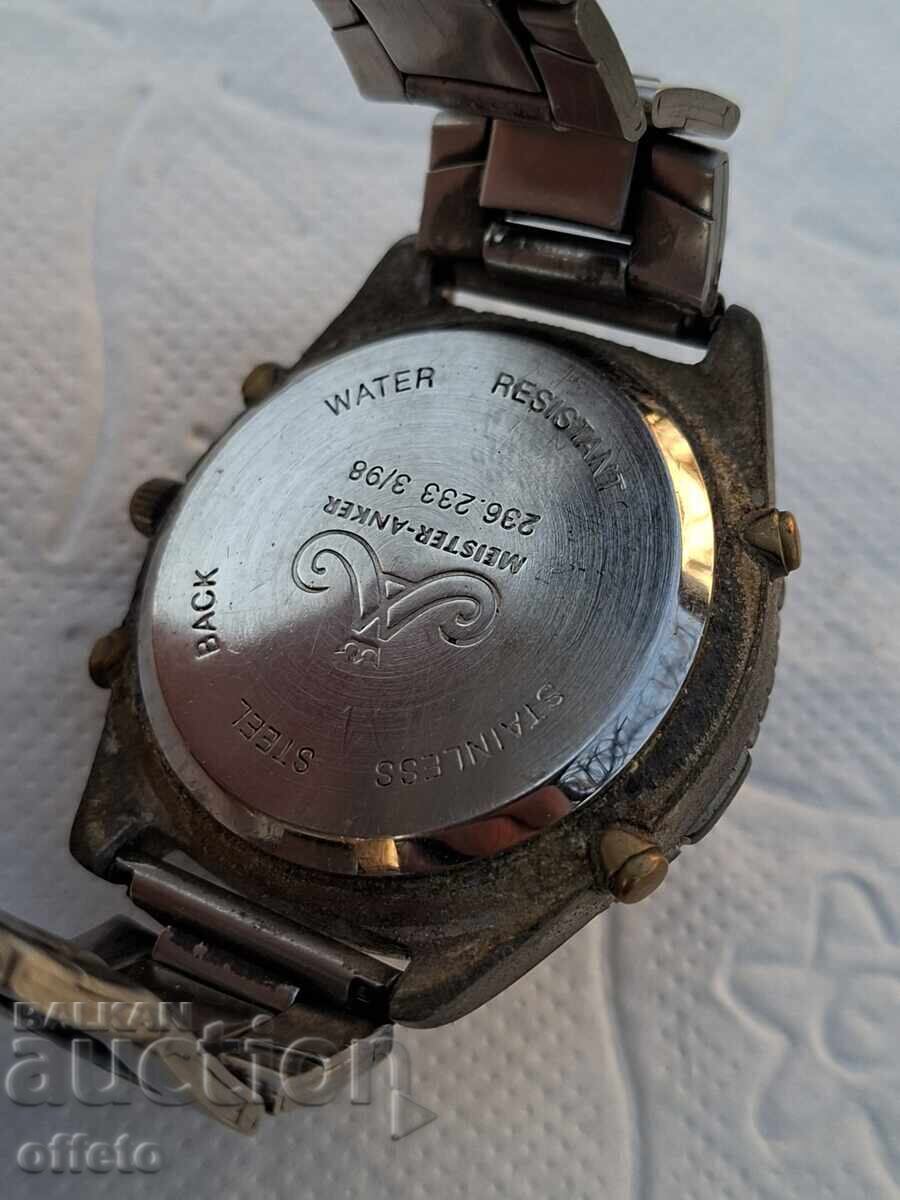 WATER RESISTANT
236.233 3/98
MEISTER-ANKER
STAINLESS STEEL BACK
BALKAN
auction
offeto